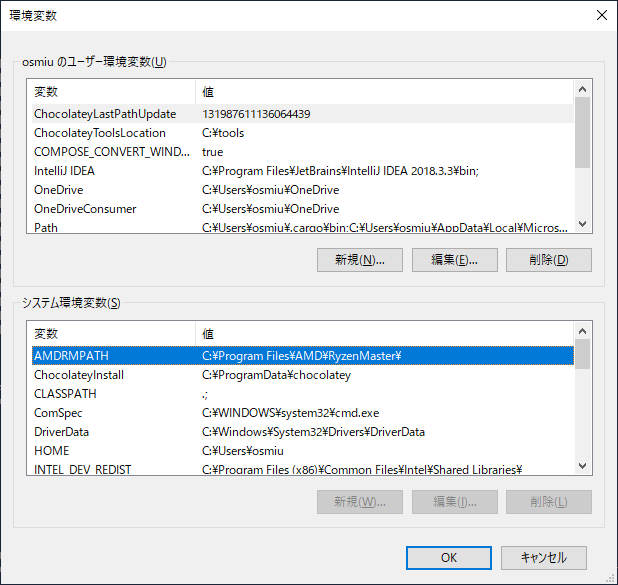 環境変数
osmiu のユーザー環境変数(U)
変数 値
ChocolateyLastPathUpdate 131987611136064439
ChocolateyToolsLocation C:¥tools
COMPOSE_CONVERT_WIND... true
IntelliJ IDEA C:¥Program Files¥JetBrains¥IntelliJ IDEA 2018.3.3¥bin;
OneDrive C:¥Users¥osmiu¥OneDrive
OneDriveConsumer C:¥Users¥osmiu¥OneDrive
Path C:¥Users¥osmiu¥.cargo¥bin;C:¥Users¥osmiu¥AppData¥Local¥Micros...
新規(N)... 編集(E)... 削除(D)
システム環境変数(S)
変数 値
AMDRMPATH C:¥Program Files¥AMD¥RyzenMaster¥
ChocolateyInstall C:¥ProgramData¥chocolatey
CLASSPATH .;
ComSpec C:¥WINDOWS¥system32¥cmd.exe
DriverData C:¥Windows¥System32¥Drivers¥DriverData
HOME C:¥Users¥osmiu
INTEL_DEV_REDIST C:¥Program Files (x86)¥Common Files¥Intel¥Shared Libraries¥
新規(W)... 編集(I)... 削除(L)
OK キャンセル